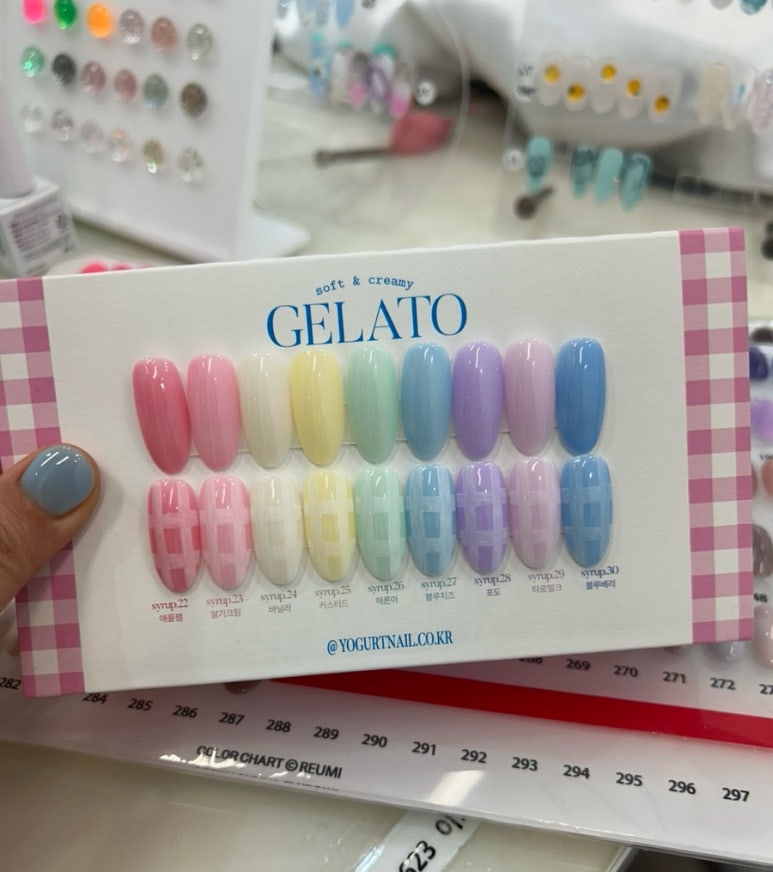 soft & creamy
GELATO
syrup.22 syrup.23 syrup.24 syrup.25 syrup.26 syrup.27 syrup.28 syrup.29 syrup.30
애플잼 딸기크림 바닐라 커스터드 메론아 블루치즈 포도 타로밀크 블루베리
@YOGURTNAIL.CO.KR
268 269 270 271 272
282 284 285 286 287 288 289 290 291 292 293 294 295 296 297
COLOR CHART © REUMI